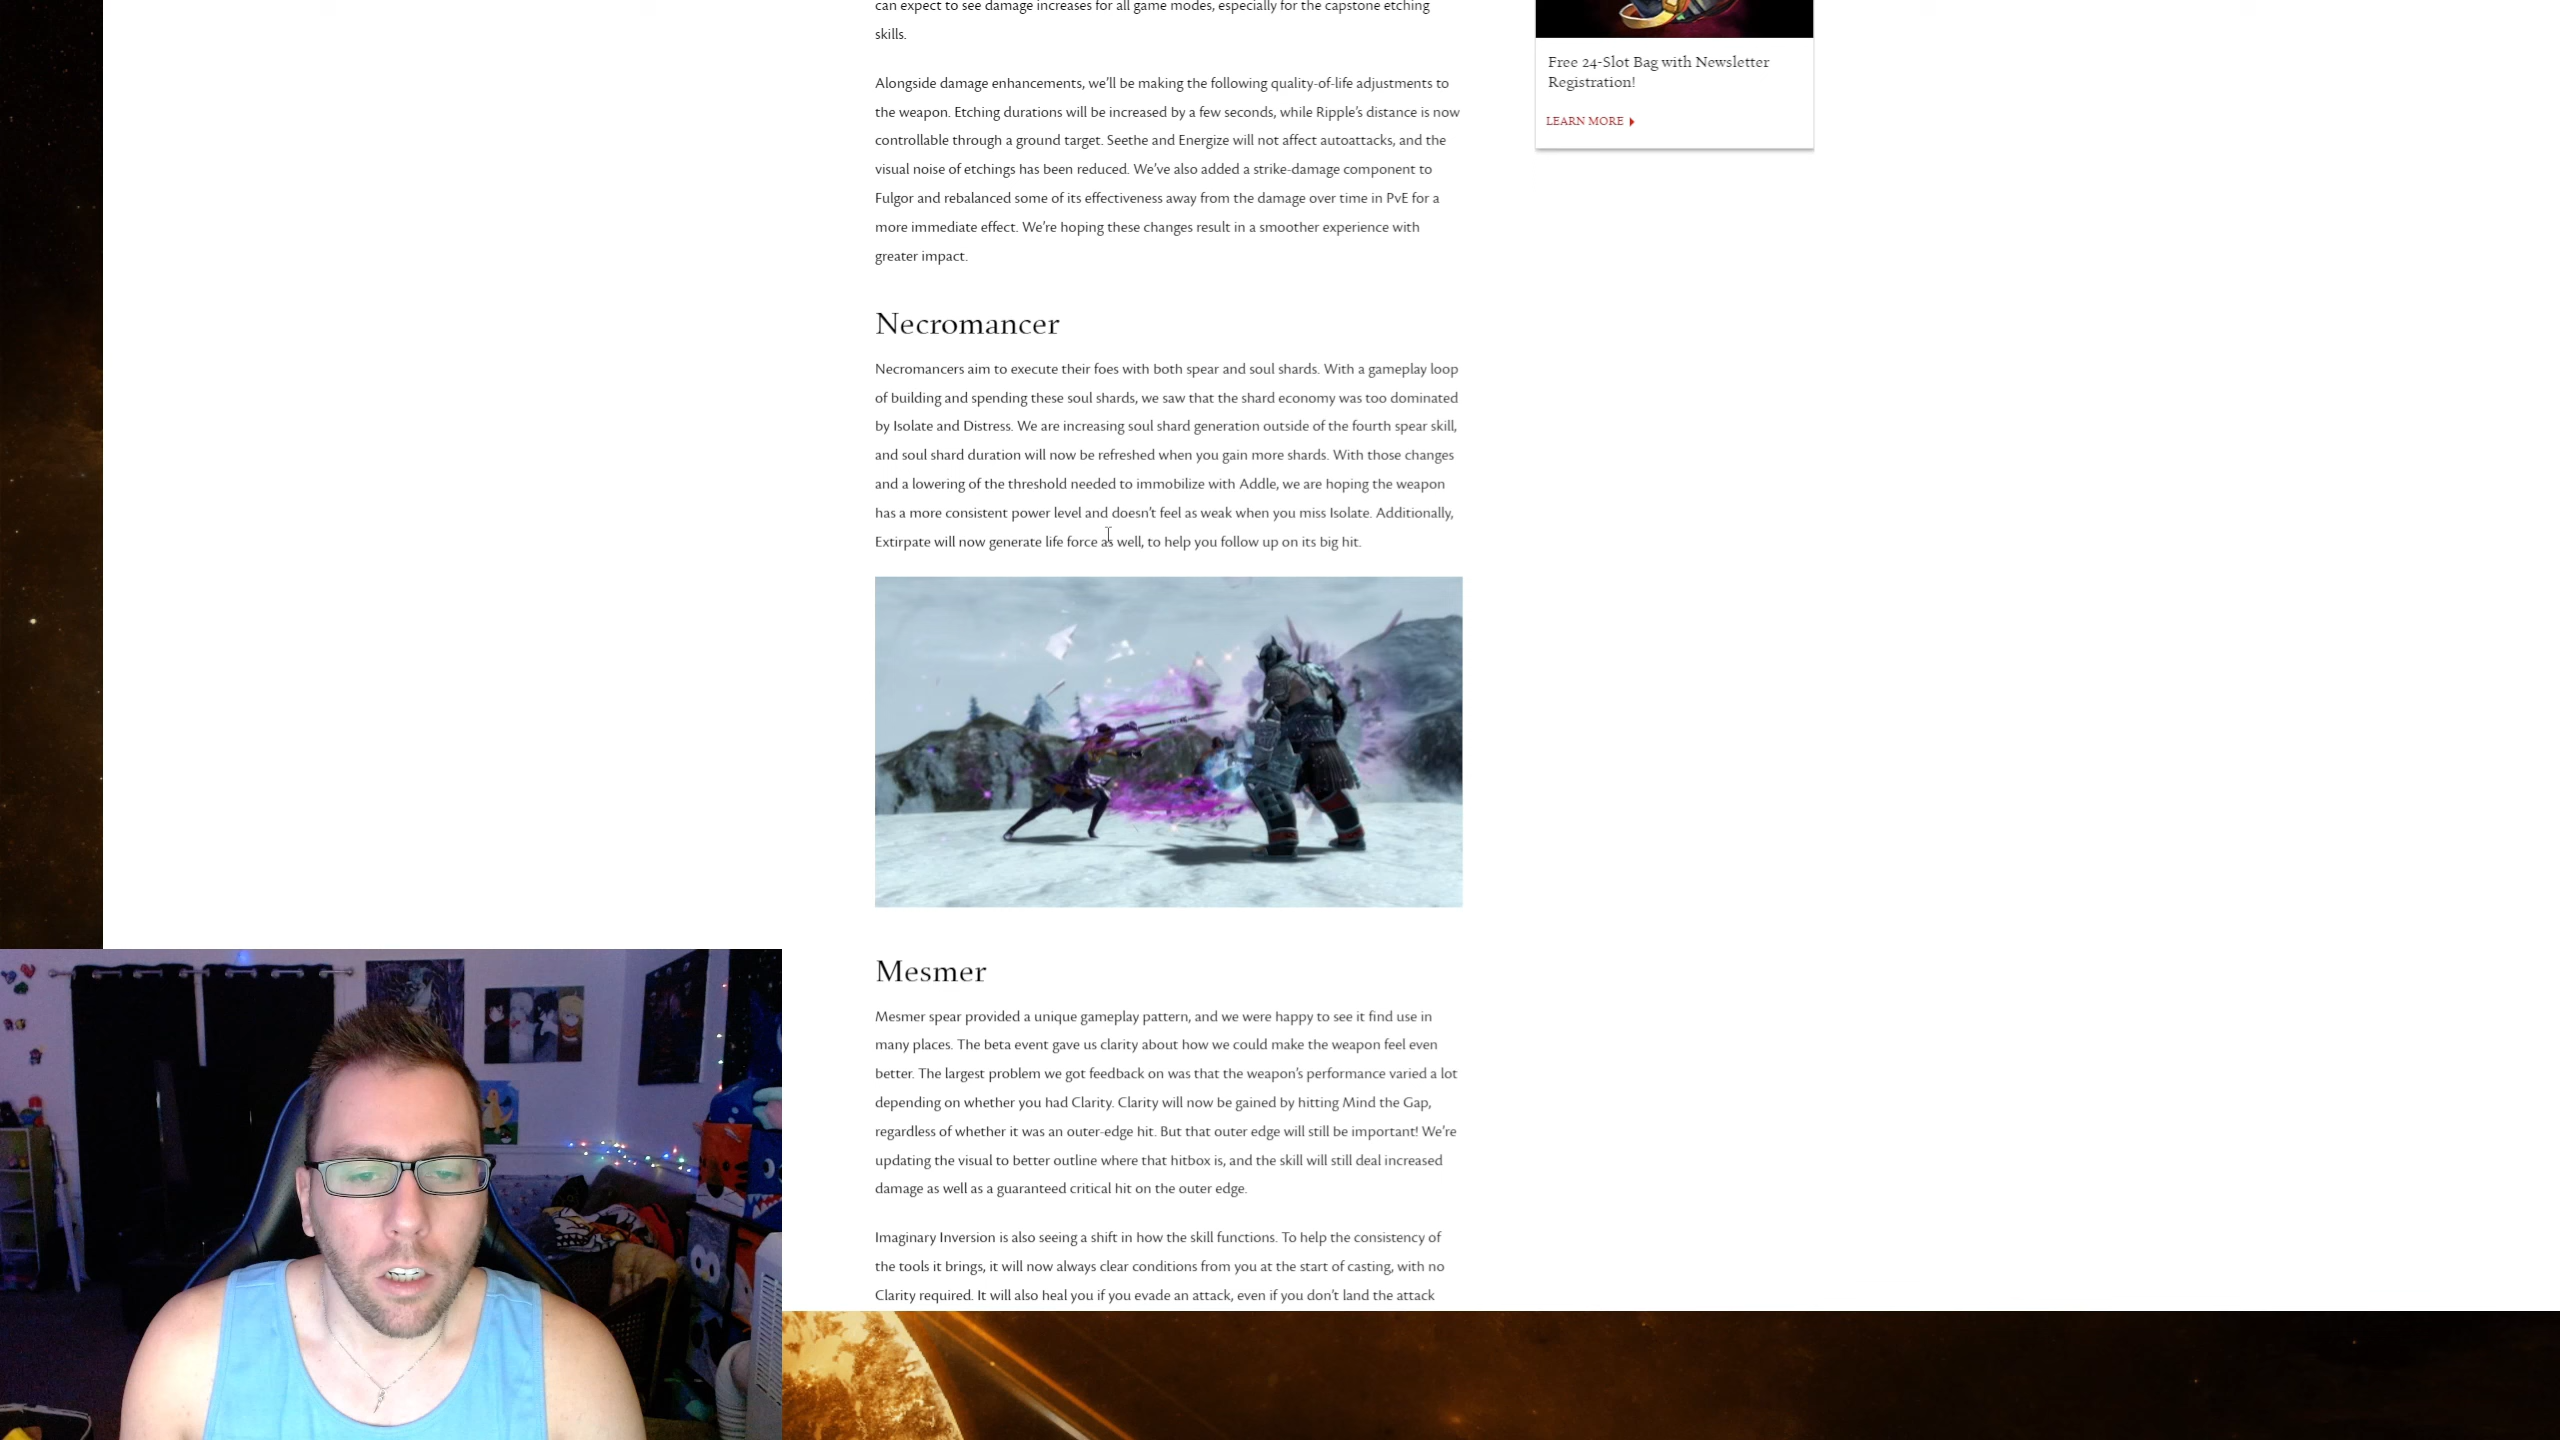 can expect to see damage increases for all game modes, especially for the capstone etching
skills.
Alongside damage enhancements, we’ll be making the following quality-of-life adjustments to
the weapon. Etching durations will be increased by a few seconds, while Ripple’s distance is now
controllable through a ground target. Seethe and Energize will not affect autoattacks, and the
visual noise of etchings has been reduced. We’ve also added a strike-damage component to
Fulgor and rebalanced some of its effectiveness away from the damage over time in PvE for a
more immediate effect. We’re hoping these changes result in a smoother experience with
greater impact.
Necromancer
Necromancers aim to execute their foes with both spear and soul shards. With a gameplay loop
of building and spending these soul shards, we saw that the shard economy was too dominated
by Isolate and Distress. We are increasing soul shard generation outside of the fourth spear skill,
and soul shard duration will now be refreshed when you gain more shards. With those changes
and a lowering of the threshold needed to immobilize with Addle, we are hoping the weapon
has a more consistent power level and doesn’t feel as weak when you miss Isolate. Additionally,
Extirpate will now generate life force as well, to help you follow up on its big hit.
Mesmer
Mesmer spear provided a unique gameplay pattern, and we were happy to see it find use in
many places. The beta event gave us clarity about how we could make the weapon feel even
better. The largest problem we got feedback on was that the weapon’s performance varied a lot
depending on whether you had Clarity. Clarity will now be gained by hitting Mind the Gap,
regardless of whether it was an outer-edge hit. But that outer edge will still be important! We’re
updating the visual to better outline where that hitbox is, and the skill will still deal increased
damage as well as a guaranteed critical hit on the outer edge.
Imaginary Inversion is also seeing a shift in how the skill functions. To help the consistency of
the tools it brings, it will now always clear conditions from you at the start of casting, with no
Clarity required. It will also heal you if you evade an attack, even if you don’t land the attack
Free 24-Slot Bag with Newsletter
Registration!
LEARN MORE